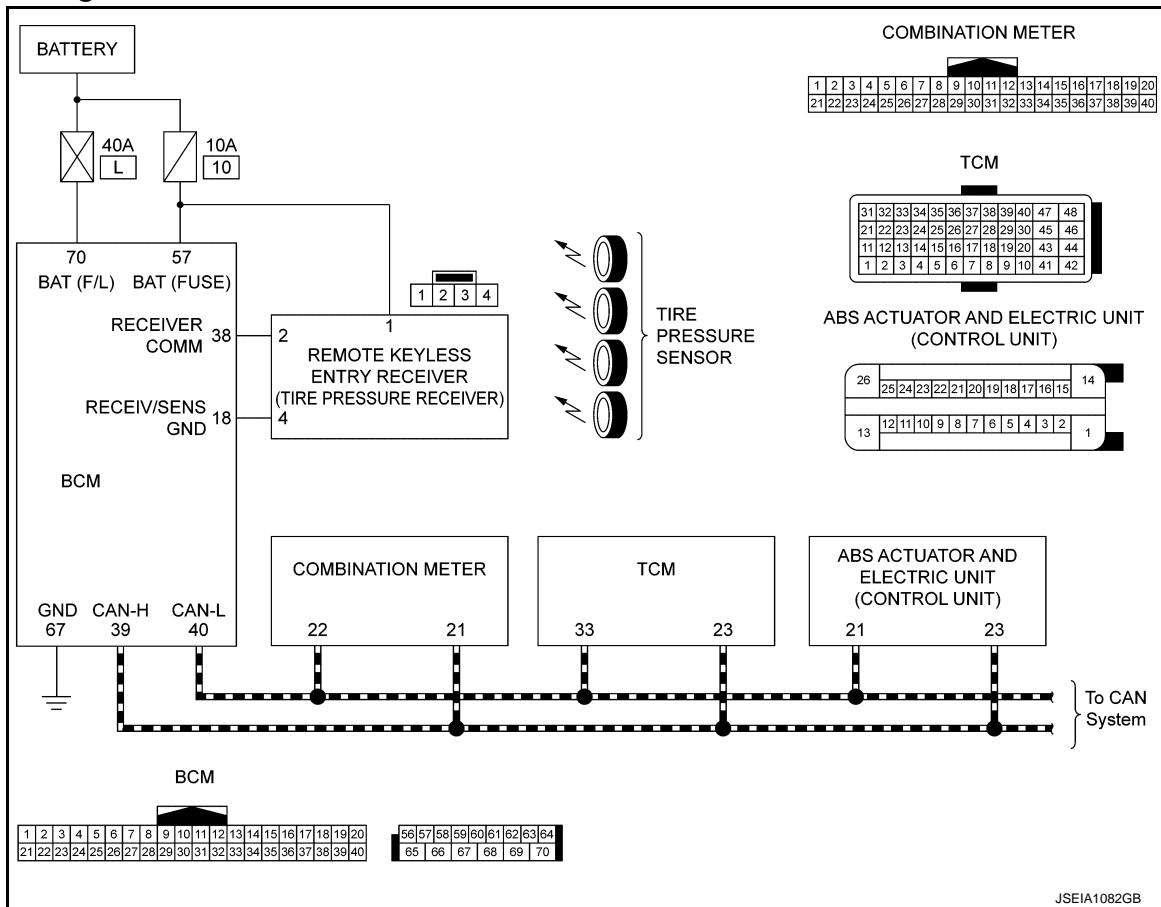 BATTERY
40A
L
10A
10
70
57
BAT (F/L) BAT (FUSE)
RECEIVER
COMM
38
RECEIV/SENS
GND
18
BCM
GND CAN-H CAN-L
67 39 40
1 2 3 4
1
2
4
REMOTE KEYLESS
ENTRY RECEIVER
(TIRE PRESSURE RECEIVER)
TIRE
PRESSURE
SENSOR
COMBINATION METER
1 2 3 4 5 6 7 8 9 10 11 12 13 14 15 16 17 18 19 20
21 22 23 24 25 26 27 28 29 30 31 32 33 34 35 36 37 38 39 40
TCM
31 32 33 34 35 36 37 38 39 40 47 48
21 22 23 24 25 26 27 28 29 30 45 46
11 12 13 14 15 16 17 18 19 20 43 44
1 2 3 4 5 6 7 8 9 10 41 42
ABS ACTUATOR AND ELECTRIC UNIT
(CONTROL UNIT)
26 25 24 23 22 21 20 19 18 17 16 15 14
13 12 11 10 9 8 7 6 5 4 3 2 1
COMBINATION METER
22 21
TCM
33 23
ABS ACTUATOR AND
ELECTRIC UNIT
(CONTROL UNIT)
21 23
To CAN
System
BCM
1 2 3 4 5 6 7 8 9 10 11 12 13 14 15 16 17 18 19 20
21 22 23 24 25 26 27 28 29 30 31 32 33 34 35 36 37 38 39 40
56 57 58 59 60 61 62 63 64
65 66 67 68 69 70
JSEIA1082GB